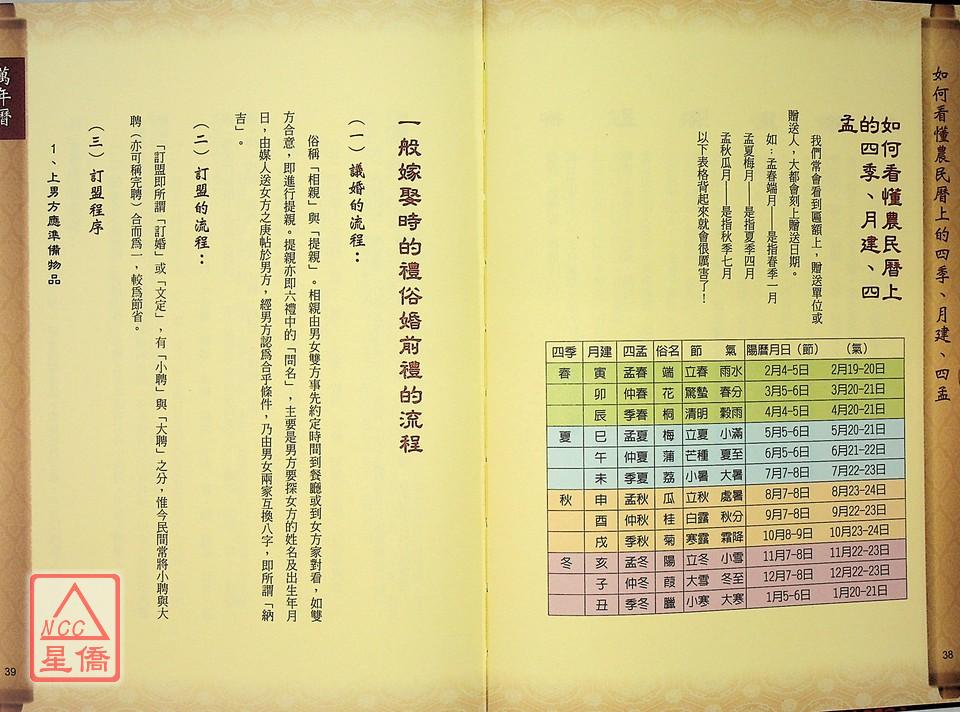 如何看懂農民曆上的四季、月建、四孟
如何看懂農民曆上
的四季、月建、四
孟
我們常會看到匾額上，贈送單位或
贈送人，大都會刻上贈送日期。
如：孟春端月——是指春季一月
孟夏梅月——是指夏季四月
孟秋瓜月——是指秋季七月
以下表格背起來就會很厲害了！
四季 月建 四孟 俗名 節 氣 陽曆月日（節） （氣）
春 寅 孟春 端 立春 雨水 2月4-5日 2月19-20日
卯 仲春 花 驚蟄 春分 3月5-6日 3月20-21日
辰 季春 桐 清明 穀雨 4月4-5日 4月20-21日
夏 巳 孟夏 梅 立夏 小滿 5月5-6日 5月20-21日
午 仲夏 蒲 芒種 夏至 6月5-6日 6月21-22日
未 季夏 荔 小暑 大暑 7月7-8日 7月22-23日
秋 申 孟秋 瓜 立秋 處暑 8月7-8日 8月23-24日
酉 仲秋 桂 白露 秋分 9月7-8日 9月22-23日
戌 季秋 菊 寒露 霜降 10月8-9日 10月23-24日
冬 亥 孟冬 陽 立冬 小雪 11月7-8日 11月22-23日
子 仲冬 葭 大雪 冬至 12月7-8日 12月22-23日
丑 季冬 臘 小寒 大寒 1月5-6日 1月20-21日
38
一般嫁娶時的禮俗婚前禮的流程
（一）議婚的流程：
俗稱「相親」與「提親」。相親由男女雙方事先約定時間到餐廳或到女方家對看，如雙
方合意，即進行提親。提親亦即六禮中的「問名」，主要是男方要探女方的姓名及出生年月
日，由媒人送女方之庚帖於男方，經男方認為合乎條件，乃由男女兩家互換八字，即所謂「納
吉」。
（二）訂盟的流程：
「訂盟即所謂「訂婚」或「文定」，有「小聘」與「大聘」之分，惟今民間常將小聘與大
聘（亦可稱完聘）合而為一，較為節省。
（三）訂盟程序
1、上男方應準備物品
萬年曆
39
NCC
星僑